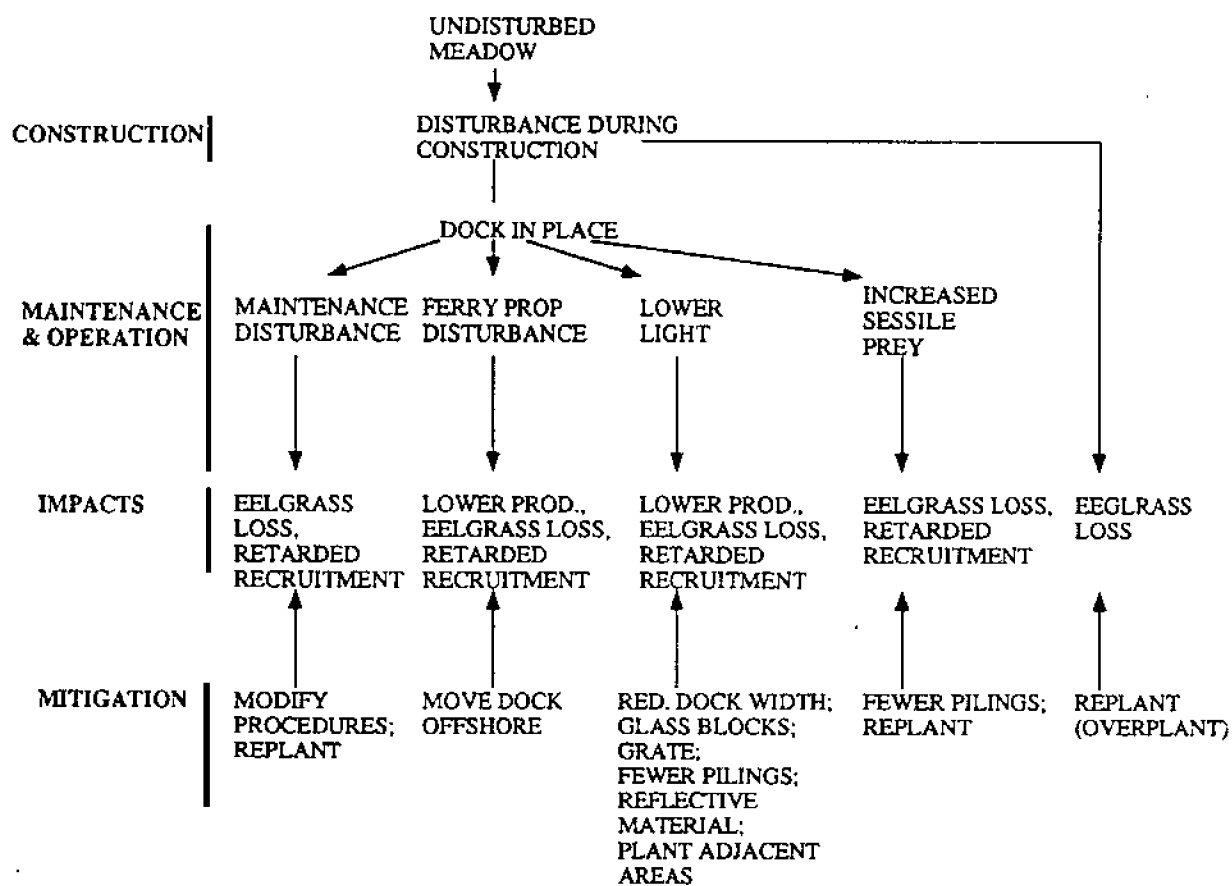 UNDISTURBED
MEADOW
CONSTRUCTION
DISTURBANCE DURING
CONSTRUCTION
DOCK IN PLACE
MAINTENANCE
& OPERATION
MAINTENANCE
DISTURBANCE
FERRY PROP
DISTURBANCE
LOWER
LIGHT
INCREASED
SESSILE
PREY
IMPACTS
EELGRASS
LOSS,
RETARDED
RECRUITMENT
LOWER PROD.,
EELGRASS LOSS,
RETARDED
RECRUITMENT
LOWER PROD.,
EELGRASS LOSS,
RETARDED
RECRUITMENT
EELGRASS LOSS,
RETARDED
RECRUITMENT
EEGLRASS
LOSS
MITIGATION
MODIFY
PROCEDURES;
REPLANT
MOVE DOCK
OFFSHORE
RED. DOCK WIDTH;
GLASS BLOCKS;
GRATE;
FEWER PILINGS;
REFLECTIVE
MATERIAL;
PLANT ADJACENT
AREAS
FEWER PILINGS;
REPLANT
REPLANT
(OVERPLANT)